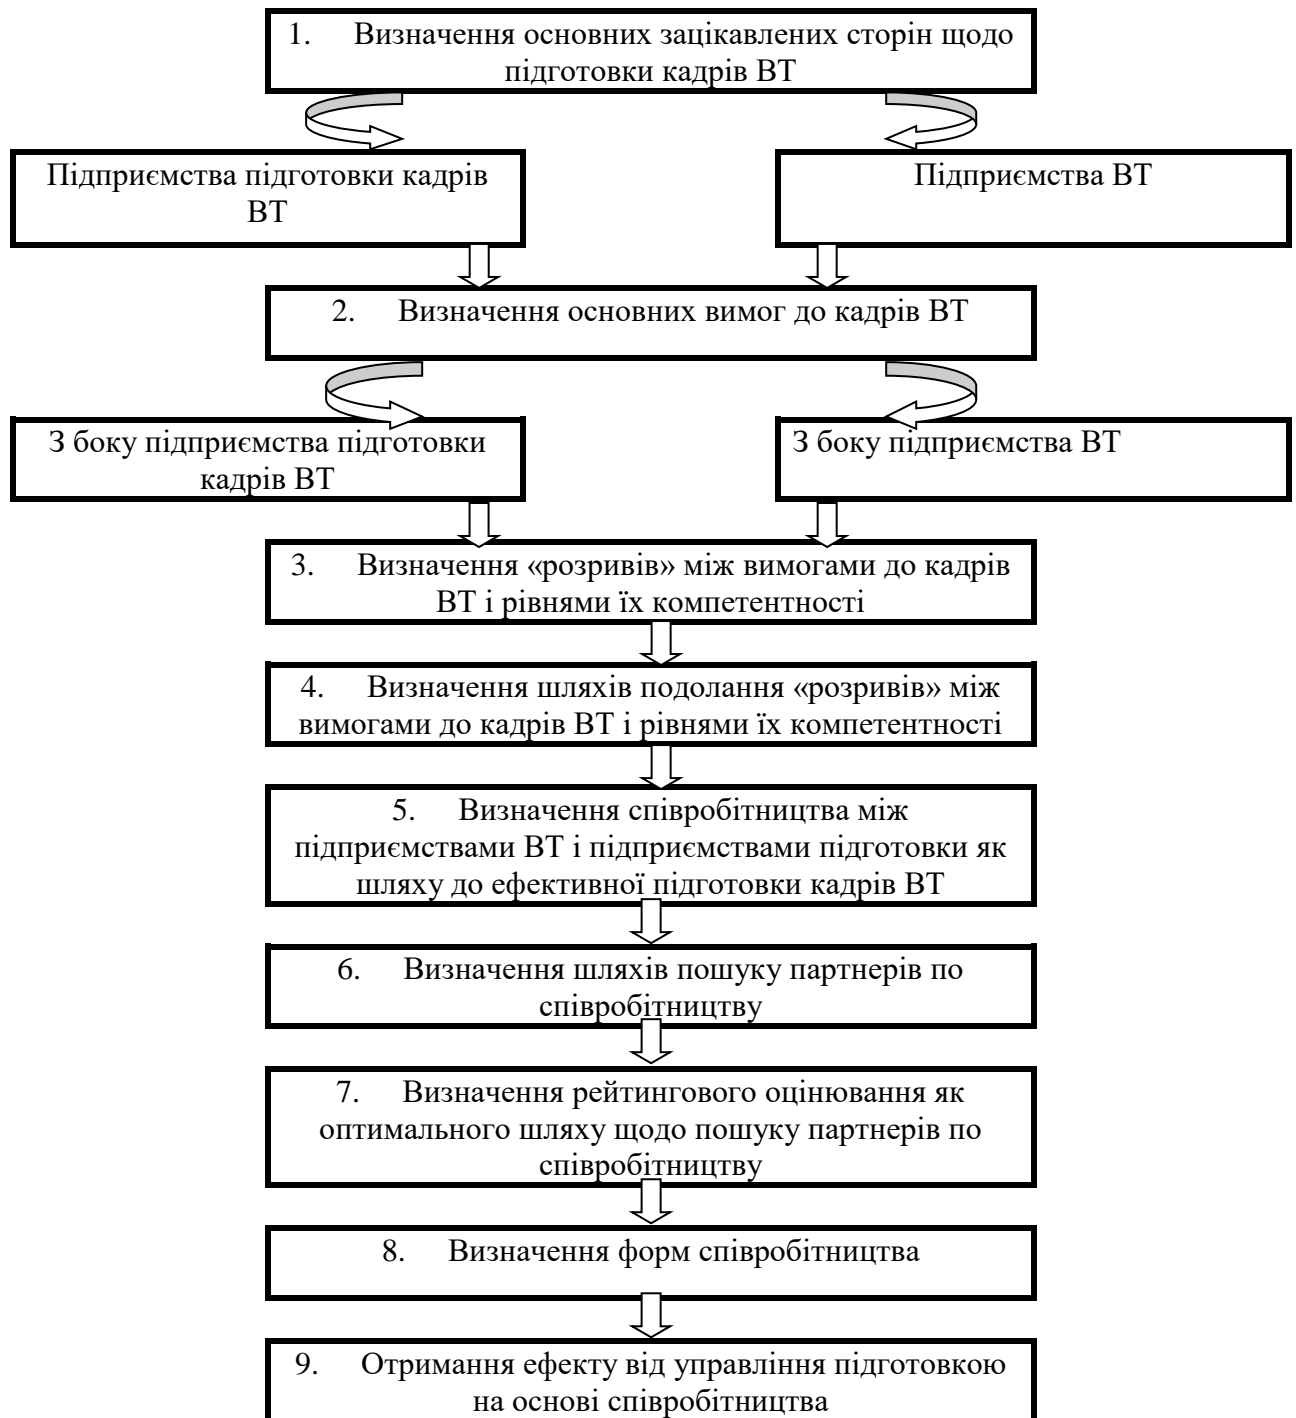 1. Визначення основних зацікавлених сторін щодо
підготовки кадрів ВТ
Підприємства підготовки кадрів
ВТ
Підприємства ВТ
2. Визначення основних вимог до кадрів ВТ
З боку підприємства підготовки
кадрів ВТ
З боку підприємства ВТ
3. Визначення «розривів» між вимогами до кадрів
ВТ і рівнями їх компетентності
4. Визначення шляхів подолання «розривів» між
вимогами до кадрів ВТ і рівнями їх компетентності
5. Визначення співробітництва між
підприємствами ВТ і підприємствами підготовки як
шляху до ефективної підготовки кадрів ВТ
6. Визначення шляхів пошуку партнерів по
співробітництву
7. Визначення рейтингового оцінювання як
оптимального шляху щодо пошуку партнерів по
співробітництву
8. Визначення форм співробітництва
9. Отримання ефекту від управління підготовкою
на основі співробітництва